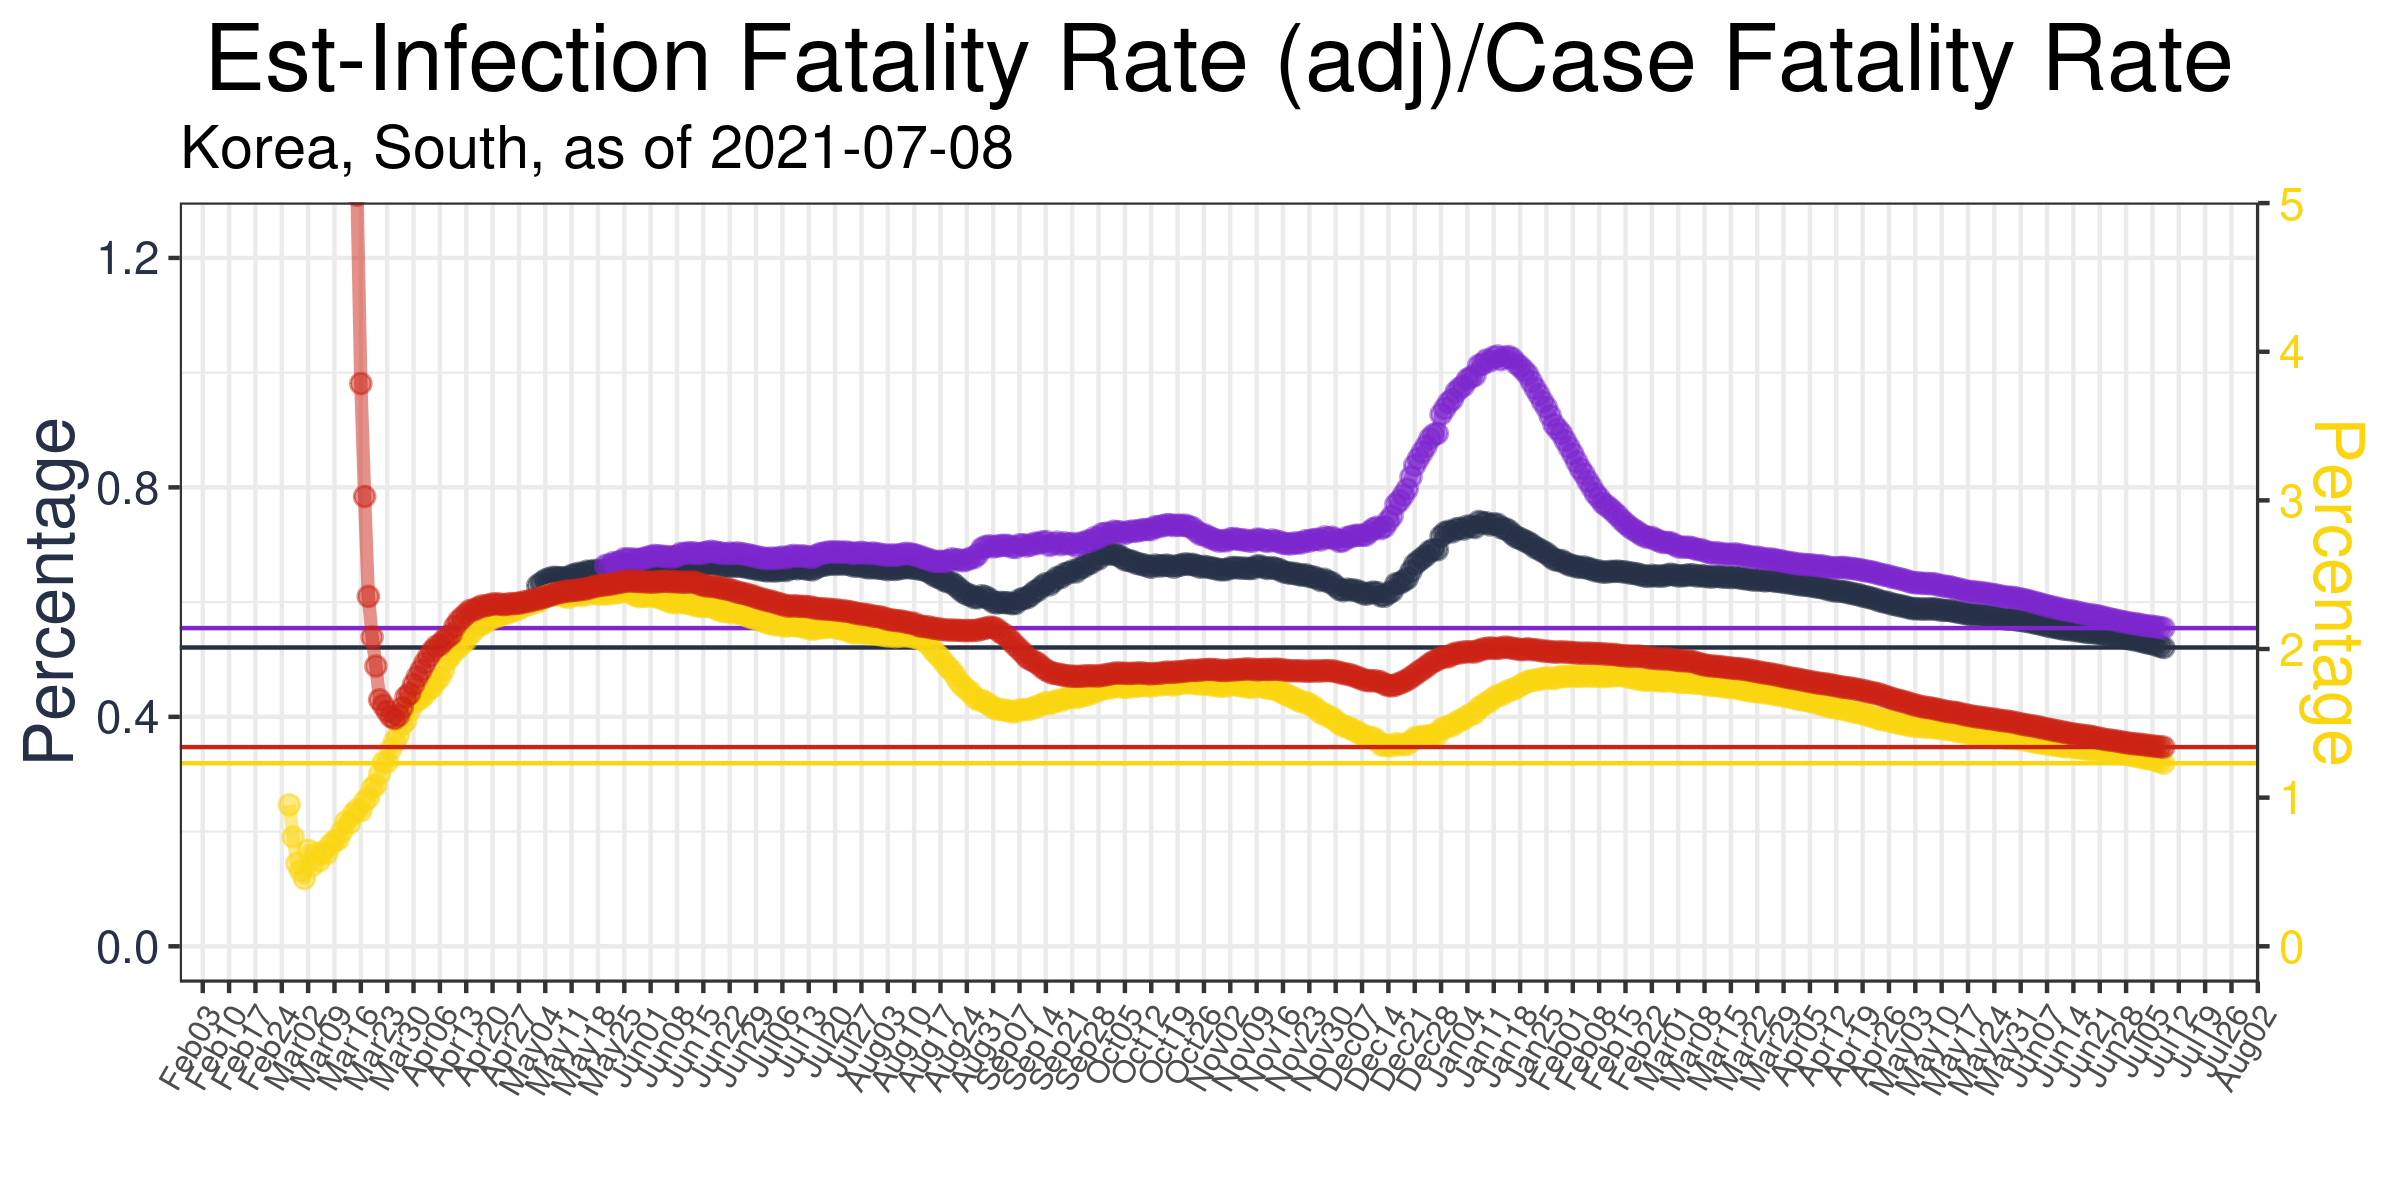 Est-Infection Fatality Rate (adj)/Case Fatality Rate
Korea, South, as of 2021-07-08
Percentage
1.2
0.8
0.4
0.0
5
4
3
2
1
0
Percentage
Feb03
Feb10
Feb17
Feb24
Mar02
Mar09
Mar16
Mar23
Mar30
Apr06
Apr13
Apr20
Apr27
May04
May11
May18
May25
Jun01
Jun08
Jun15
Jun22
Jun29
Jul06
Jul13
Jul20
Jul27
Aug03
Aug10
Aug17
Aug24
Aug31
Sep07
Sep14
Sep21
Sep28
Oct05
Oct12
Oct19
Oct26
Nov02
Nov09
Nov16
Nov23
Nov30
Dec07
Dec14
Dec21
Dec28
Jan04
Jan11
Jan18
Jan25
Feb01
Feb08
Feb15
Feb22
Mar01
Mar08
Mar15
Mar22
Mar29
Apr05
Apr12
Apr19
Apr26
May03
May10
May17
May24
May31
Jun07
Jun14
Jun21
Jun28
Jul05
Jul12
Jul19
Jul26
Aug02